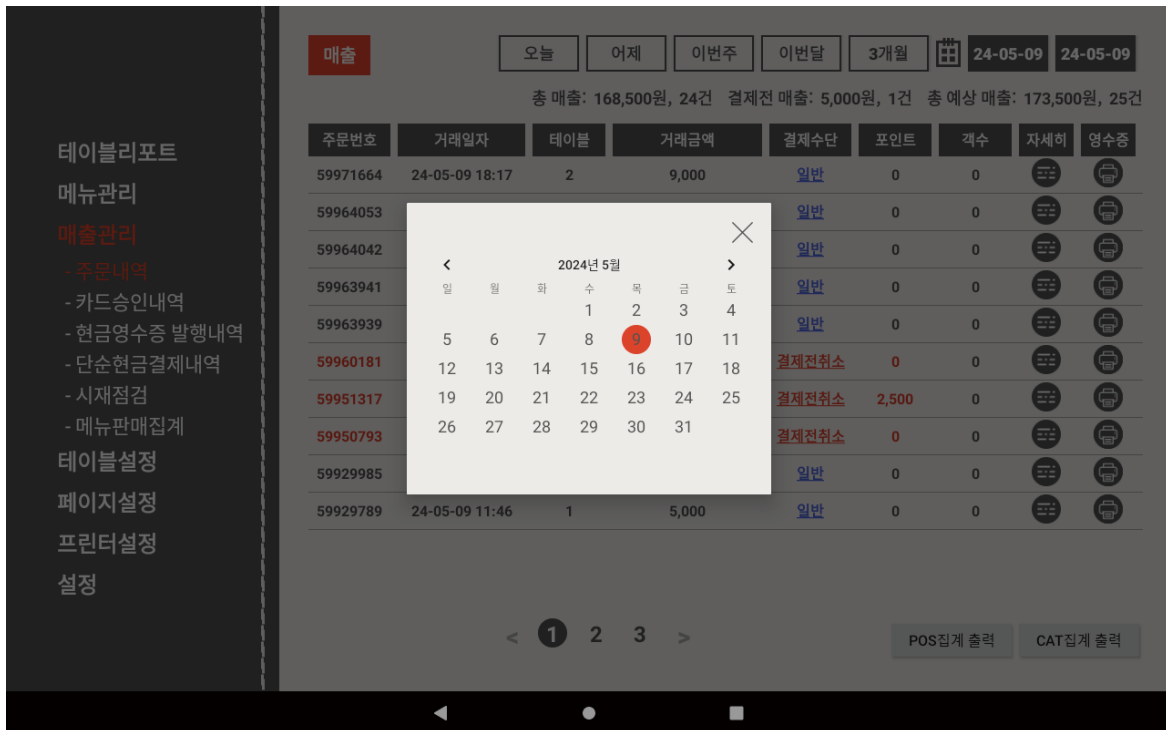 매출 오늘 어제 이번주 이번달 3개월 24-05-09 24-05-09
총 매출: 168,500원, 24건 결제전 매출: 5,000원, 1건 총 예상 매출: 173,500원, 25건
테이블리포트
메뉴관리
매출관리
- 주문내역
- 카드승인내역
- 현금영수증 발행내역
- 단순현금결제내역
- 시재점검
- 메뉴판매집계
테이블설정
페이지설정
프린터설정
설정
주문번호 거래일자 테이블 거래금액 결제수단 포인트 객수 자세히 영수증
59971664 24-05-09 18:17 2 9,000 일반 0 0
59964053 일반 0 0
59964042 일반 0 0
59963941 일반 0 0
59963939 일반 0 0
59960181 결제전취소 0 0
59951317 결제전취소 2,500 0
59950793 결제전취소 0 0
59929985 일반 0 0
59929789 24-05-09 11:46 1 5,000 일반 0 0
2024년 5월
일 월 화 수 목 금 토
1 2 3 4
5 6 7 8 9 10 11
12 13 14 15 16 17 18
19 20 21 22 23 24 25
26 27 28 29 30 31
< 1 2 3 >
POS집계 출력 CAT집계 출력